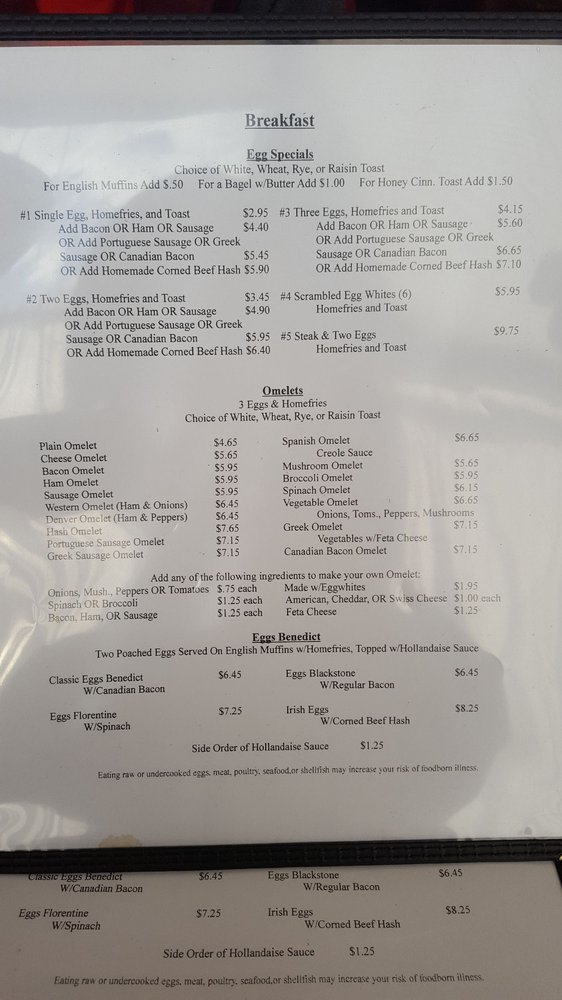 Breakfast
Egg Specials
Choice of White, Wheat, Rye, or Raisin Toast
For English Muffins Add $.50 For a Bagel w/Butter Add $1.00 For Honey Cinn. Toast Add $1.50
#1 Single Egg, Homefries, and Toast $2.95
Add Bacon OR Ham OR Sausage $4.40
OR Add Portuguese Sausage OR Greek
Sausage OR Canadian Bacon $5.45
OR Add Homemade Corned Beef Hash $5.90
#2 Two Eggs, Homefries and Toast $3.45
Add Bacon OR Ham OR Sausage $4.90
OR Add Portuguese Sausage OR Greek
Sausage OR Canadian Bacon $5.95
OR Add Homemade Corned Beef Hash $6.40
#3 Three Eggs, Homefries and Toast $4.15
Add Bacon OR Ham OR Sausage $5.60
OR Add Portuguese Sausage OR Greek
Sausage OR Canadian Bacon $6.65
OR Add Homemade Corned Beef Hash $7.10
#4 Scrambled Egg Whites (6) $5.95
Homefries and Toast
#5 Steak & Two Eggs $9.75
Homefries and Toast
Omelets
3 Eggs & Homefries
Choice of White, Wheat, Rye, or Raisin Toast
Plain Omelet $4.65
Cheese Omelet $5.65
Bacon Omelet $5.95
Ham Omelet $5.95
Sausage Omelet $5.95
Western Omelet (Ham & Onions) $6.45
Denver Omelet (Ham & Peppers) $6.45
Hash Omelet $7.65
Portuguese Sausage Omelet $7.15
Greek Sausage Omelet $7.15
Spanish Omelet $6.65
Creole Sauce
Mushroom Omelet $5.65
Broccoli Omelet $5.95
Spinach Omelet $6.15
Vegetable Omelet $6.65
Onions, Toms., Peppers, Mushrooms
Greek Omelet $7.15
Vegetables w/Feta Cheese
Canadian Bacon Omelet $7.15
Add any of the following ingredients to make your own Omelet:
Onions, Mush., Peppers OR Tomatoes $.75 each
Spinach OR Broccoli $1.25 each
Bacon, Ham, OR Sausage $1.25 each
Made w/Eggwhites $1.95
American, Cheddar, OR Swiss Cheese $1.00 each
Feta Cheese $1.25
Eggs Benedict
Two Poached Eggs Served On English Muffins w/Homefries, Topped w/Hollandaise Sauce
Classic Eggs Benedict $6.45
W/Canadian Bacon
Eggs Florentine $7.25
W/Spinach
Eggs Blackstone $6.45
W/Regular Bacon
Irish Eggs $8.25
W/Corned Beef Hash
Side Order of Hollandaise Sauce $1.25
Eating raw or undercooked eggs, meat, poultry, seafood,or shellfish may increase your risk of foodborn illness.
Classic Eggs Benedict $6.45
W/Canadian Bacon
Eggs Florentine $7.25
W/Spinach
Eggs Blackstone $6.45
W/Regular Bacon
Irish Eggs $8.25
W/Corned Beef Hash
Side Order of Hollandaise Sauce $1.25
Eating raw or undercooked eggs, meat, poultry, seafood,or shellfish may increase your risk of foodborn illness.